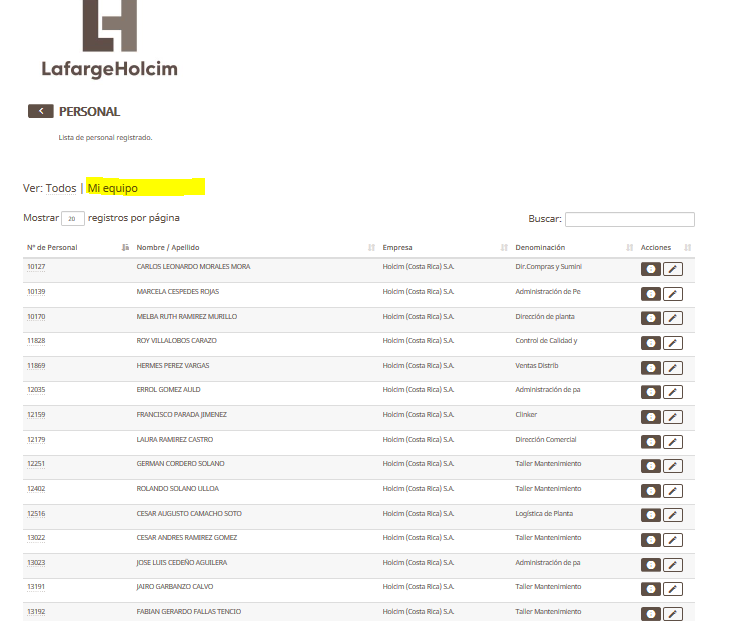 LafargeHolcim
PERSONAL
Lista de personal registrado.
Ver: Todos | Mi equipo
Mostrar 20 registros por página Buscar:
Nº de Personal Nombre / Apellido Empresa Denominación Acciones
10127 CARLOS LEONARDO MORALES MORA Holcim (Costa Rica) S.A. Dir.Compras y Sumini
10139 MARCELA CESPEDES ROJAS Holcim (Costa Rica) S.A. Administración de Pe
10170 MELBA RUTH RAMIREZ MURILLO Holcim (Costa Rica) S.A. Dirección de planta
11828 ROY VILLALOBOS CARAZO Holcim (Costa Rica) S.A. Control de Calidad y
11869 HERMES PEREZ VARGAS Holcim (Costa Rica) S.A. Ventas Distrib
12035 ERROL GOMEZ AULD Holcim (Costa Rica) S.A. Administración de pa
12159 FRANCISCO PARADA JIMENEZ Holcim (Costa Rica) S.A. Clinker
12179 LAURA RAMIREZ CASTRO Holcim (Costa Rica) S.A. Dirección Comercial
12251 GERMAN CORDERO SOLANO Holcim (Costa Rica) S.A. Taller Mantenimiento
12402 ROLANDO SOLANO ULLOA Holcim (Costa Rica) S.A. Taller Mantenimiento
12516 CESAR AUGUSTO CAMACHO SOTO Holcim (Costa Rica) S.A. Logística de Planta
13022 CESAR ANDRES RAMIREZ GOMEZ Holcim (Costa Rica) S.A. Taller Mantenimiento
13023 JOSE LUIS CEDEÑO AGUILERA Holcim (Costa Rica) S.A. Administración de pa
13191 JAIRO GARBANZO CALVO Holcim (Costa Rica) S.A. Taller Mantenimiento
13192 FABIAN GERARDO FALLAS TENCIO Holcim (Costa Rica) S.A. Taller Mantenimiento